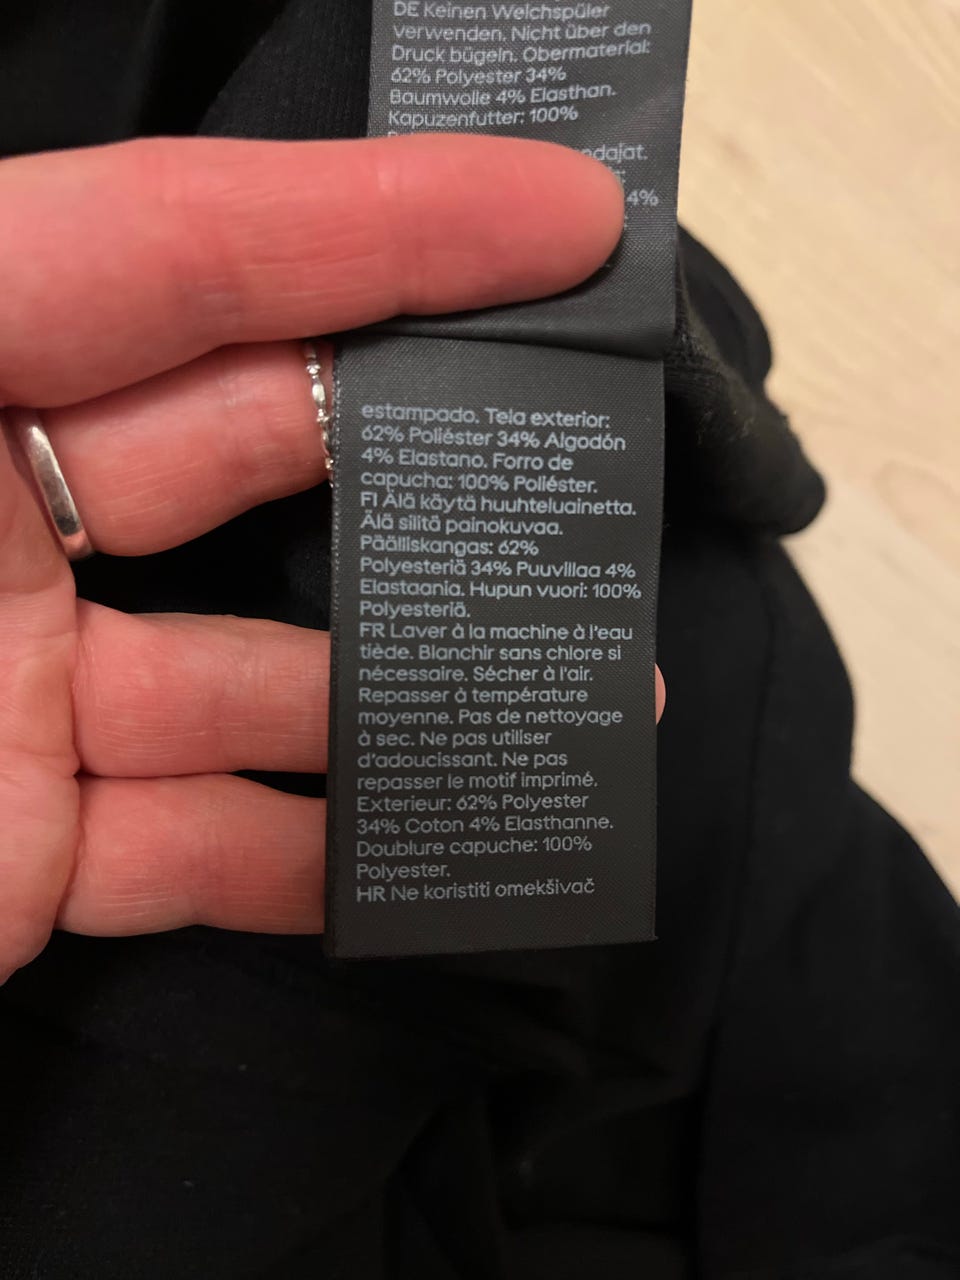 DE Keinen Weichspüler
verwenden. Nicht über den
Druck bügeln. Obermaterial:
62% Polyester 34%
Baumwolle 4% Elasthan.
Kapuzenfutter: 100%
4%
estampado. Tela exterior:
62% Poliéster 34% Algodón
4% Elastano. Forro de
capucha: 100% Poliéster.
FI Älä käytä huuhteluainetta.
Älä silitä painokuvaa.
Päälliskangas: 62%
Polyesteriä 34% Puuvillaa 4%
Elastaania. Hupun vuori: 100%
Polyesteriä.
FR Laver à la machine à l'eau
tiède. Blanchir sans chlore si
nécessaire. Sécher à l'air.
Repasser à température
moyenne. Pas de nettoyage
à sec. Ne pas utiliser
d'adoucissant. Ne pas
repasser le motif imprimé.
Exterieur: 62% Polyester
34% Coton 4% Elasthanne.
Doublure capuche: 100%
Polyester.
HR Ne koristiti omekšivač